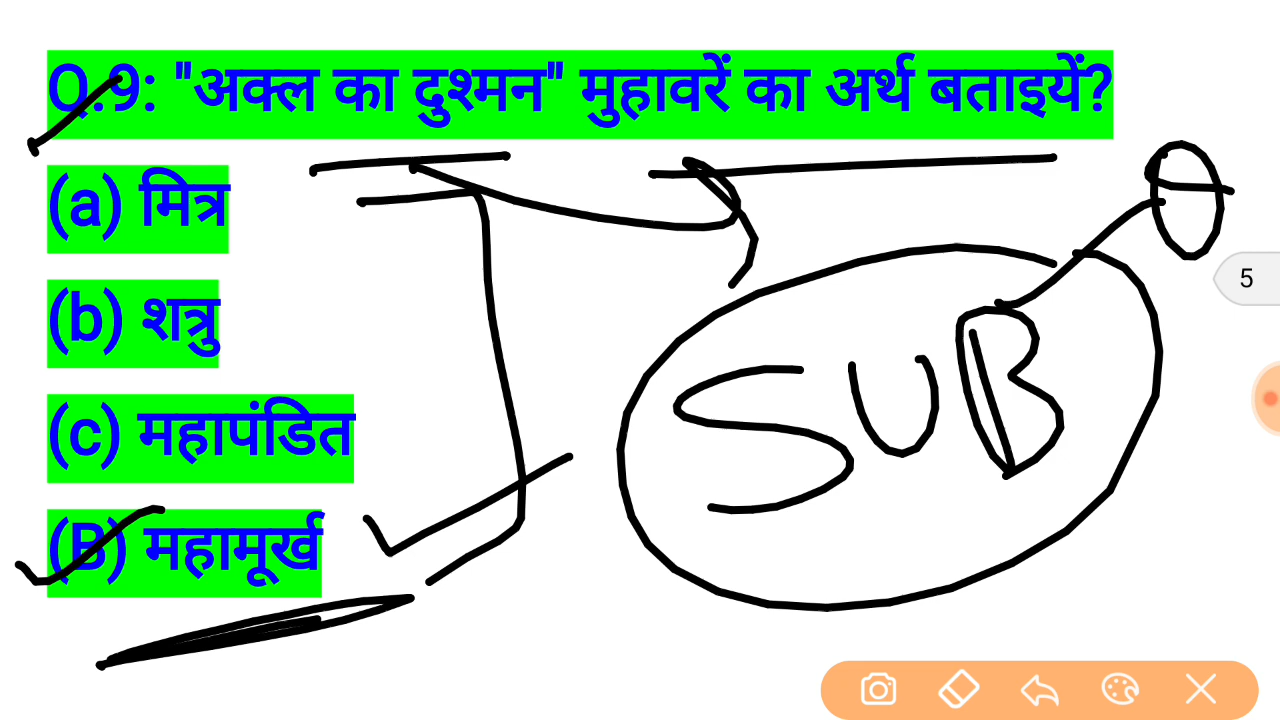 Q.9: "अक्ल का दुश्मन" मुहावरें का अर्थ बताइयें?
(a) मित्र
(b) शत्रु
(c) महापंडित
(B) महामूर्ख
SUB
5